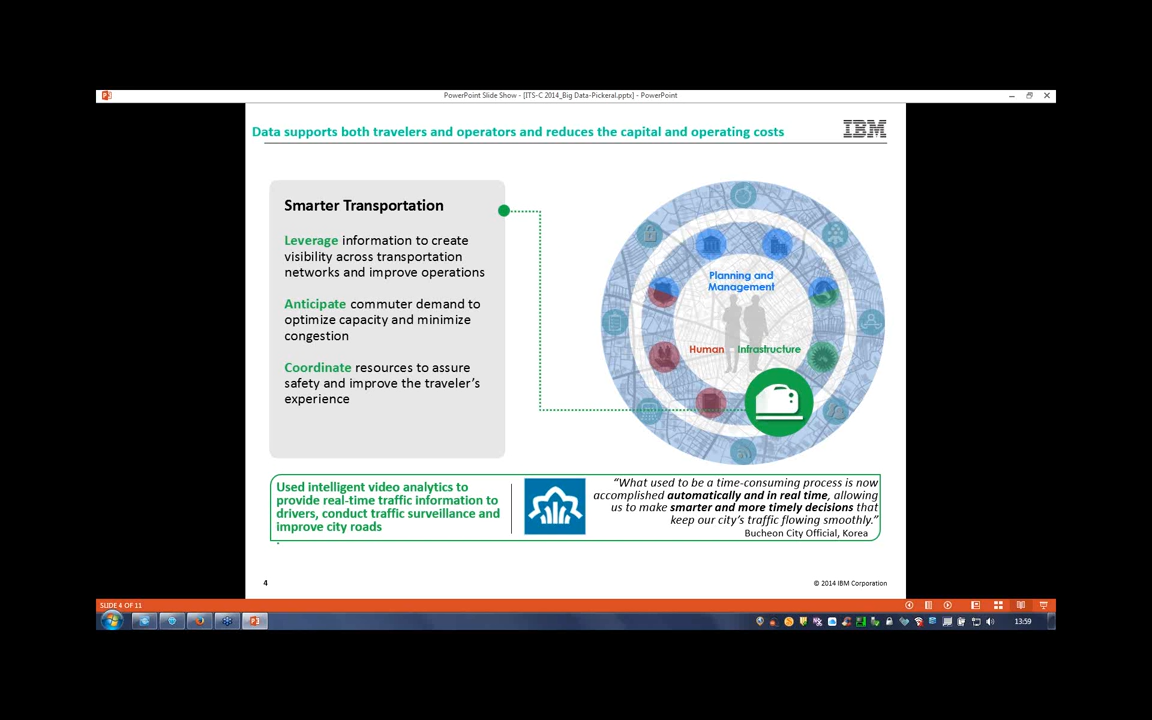 PowerPoint Slide Show - [ITS-C 2014_Big Data-Pickeral.pptx] - PowerPoint
Data supports both travelers and operators and reduces the capital and operating costs
IBM
Smarter Transportation
Leverage information to create
visibility across transportation
networks and improve operations
Anticipate commuter demand to
optimize capacity and minimize
congestion
Coordinate resources to assure
safety and improve the traveler's
experience
Planning and
Management
Human
Infrastructure
Used intelligent video analytics to
provide real-time traffic information to
drivers, conduct traffic surveillance and
improve city roads
“What used to be a time-consuming process is now
accomplished automatically and in real time, allowing
us to make smarter and more timely decisions that
keep our city's traffic flowing smoothly.”
Bucheon City Official, Korea
4
© 2014 IBM Corporation
SLIDE 4 OF 11
13:59